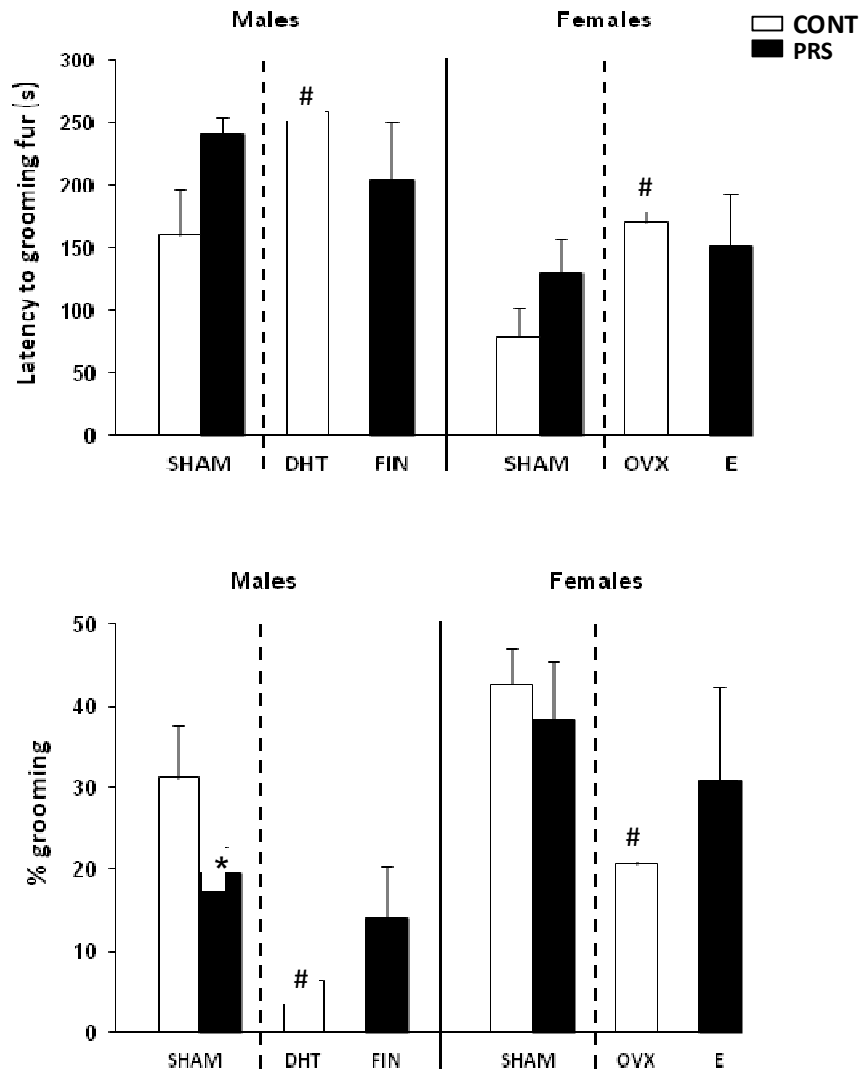 Males Females
CONT
PRS
Latency to grooming fur (s)
300
250
200
150
100
50
0
#
#
SHAM DHT FIN SHAM OVX E
Males Females
% grooming
50
40
30
20
10
0
*
#
#
SHAM DHT FIN SHAM OVX E